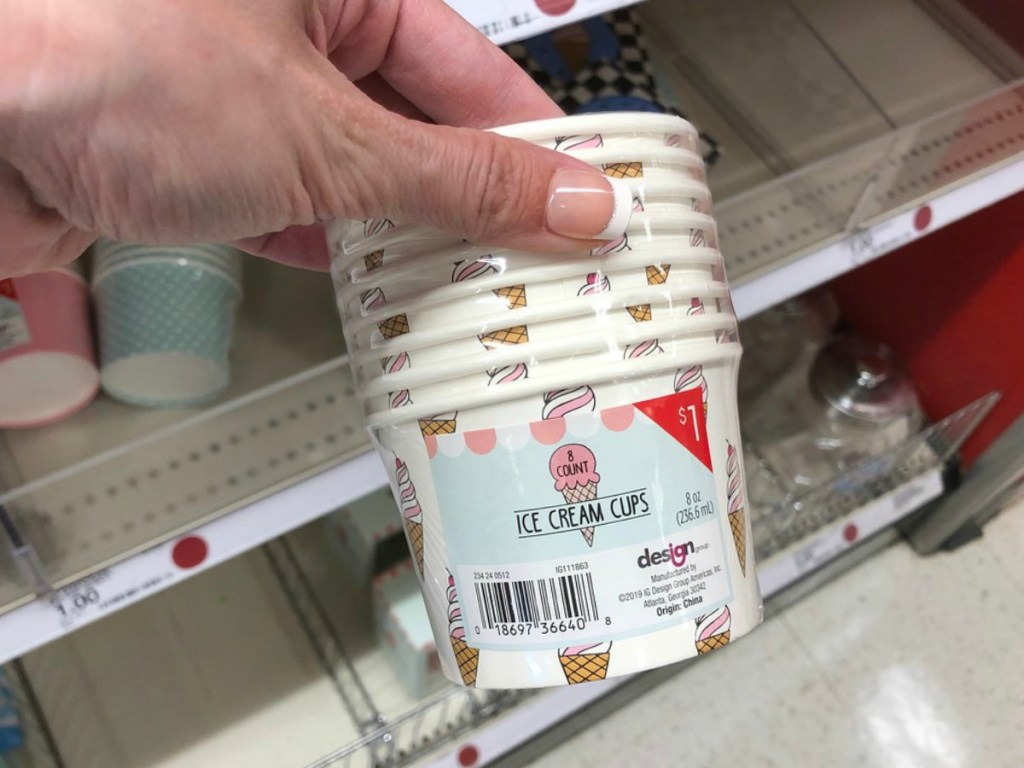 $1
8
COUNT
ICE CREAM CUPS
8 oz
(236.6 mL)
design group
Manufactured by
©2019 IG Design Group Americas, Inc.
Atlanta, Georgia 30342
Origin: China
234 24 0512
IG111863
0 18697 36640 8
1.00